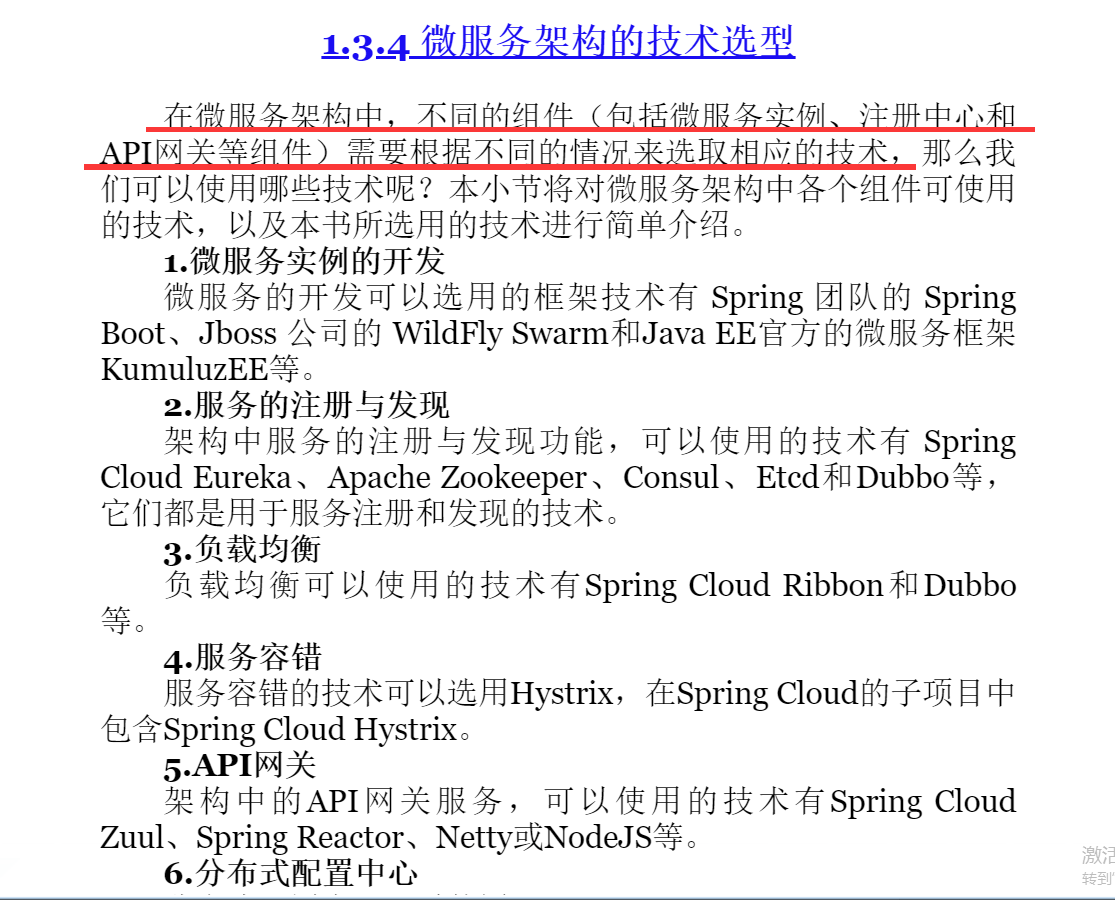 1.3.4 微服务架构的技术选型
在微服务架构中，不同的组件（包括微服务实例、注册中心和
API网关等组件）需要根据不同的情况来选取相应的技术，那么我
们可以使用哪些技术呢？本小节将对微服务架构中各个组件可使用
的技术，以及本书所选用的技术进行简单介绍。
1.微服务实例的开发
微服务的开发可以选用的框架技术有 Spring 团队的 Spring
Boot、Jboss 公司的 WildFly Swarm和Java EE官方的微服务框架
KumuluzEE等。
2.服务的注册与发现
架构中服务的注册与发现功能，可以使用的技术有 Spring
Cloud Eureka、Apache Zookeeper、Consul、Etcd和Dubbo等，
它们都是用于服务注册和发现的技术。
3.负载均衡
负载均衡可以使用的技术有Spring Cloud Ribbon和Dubbo
等。
4.服务容错
服务容错的技术可以选用Hystrix，在Spring Cloud的子项目中
包含Spring Cloud Hystrix。
5.API网关
架构中的API网关服务，可以使用的技术有Spring Cloud
Zuul、Spring Reactor、Netty或NodeJS等。
6.分布式配置中心
激活
转到"